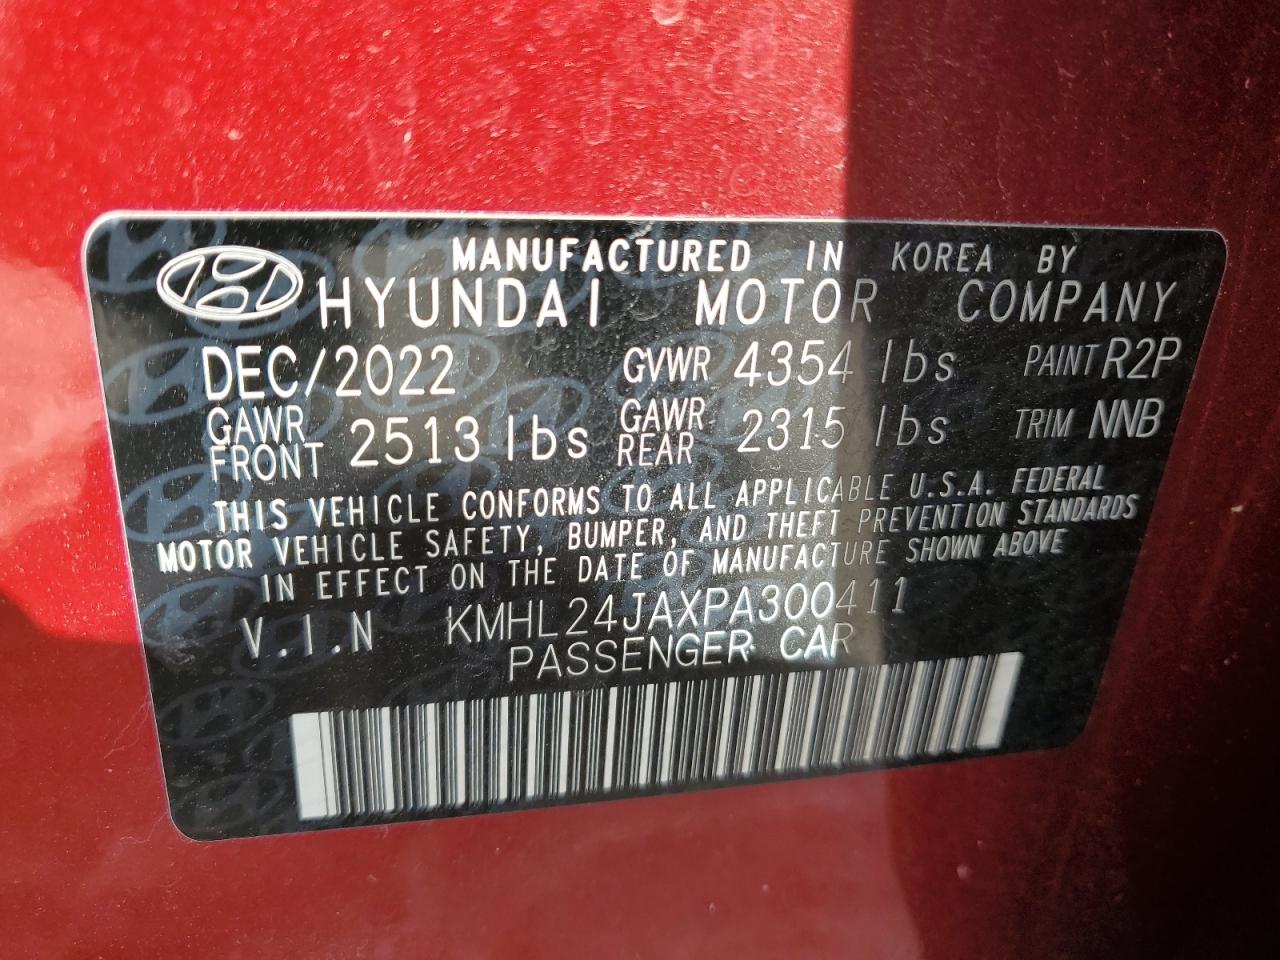 MANUFACTURED IN KOREA BY
HYUNDAI MOTOR COMPANY
DEC/2022 GVWR 4354 lbs PAINT R2P
GAWR FRONT 2513 lbs GAWR REAR 2315 lbs TRIM NNB
THIS VEHICLE CONFORMS TO ALL APPLICABLE U.S.A. FEDERAL
MOTOR VEHICLE SAFETY, BUMPER, AND THEFT PREVENTION STANDARDS
IN EFFECT ON THE DATE OF MANUFACTURE SHOWN ABOVE
V.I.N KMHL24JAXPA300411
PASSENGER CAR